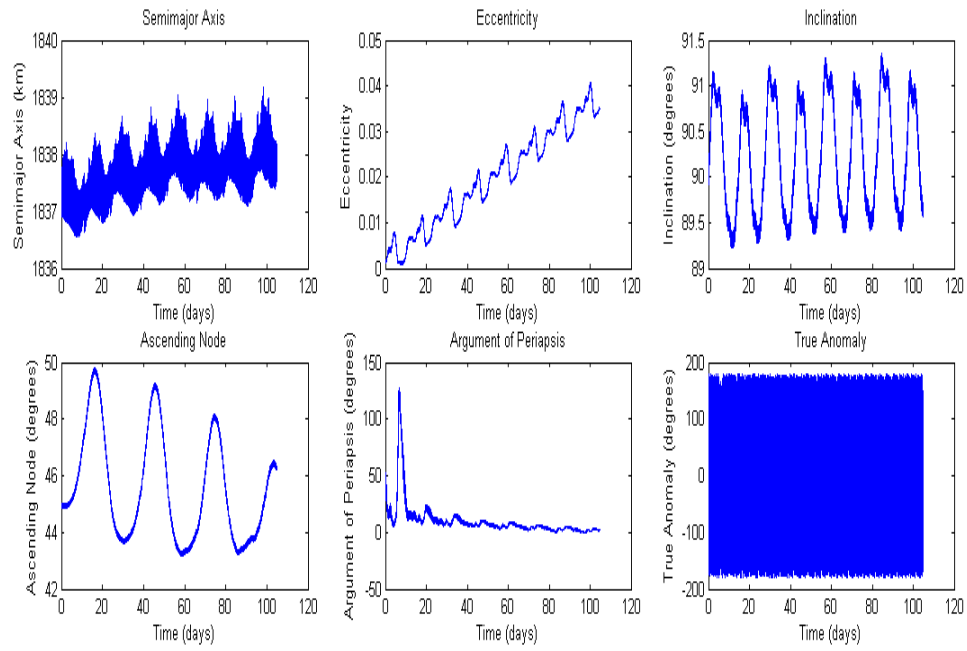 Semimajor Axis
Semimajor Axis (km)
1840
1839
1838
1837
1836
0 20 40 60 80 100 120
Time (days)
Eccentricity
Eccentricity
0.05
0.04
0.03
0.02
0.01
0
0 20 40 60 80 100 120
Time (days)
Inclination
Inclination (degrees)
91.5
91
90.5
90
89.5
89
0 20 40 60 80 100 120
Time (days)
Ascending Node
Ascending Node (degrees)
50
48
46
44
42
0 20 40 60 80 100 120
Time (days)
Argument of Periapsis
Argument of Periapsis (degrees)
150
100
50
0
-50
0 20 40 60 80 100 120
Time (days)
True Anomaly
True Anomaly (degrees)
200
100
0
-100
-200
0 20 40 60 80 100 120
Time (days)